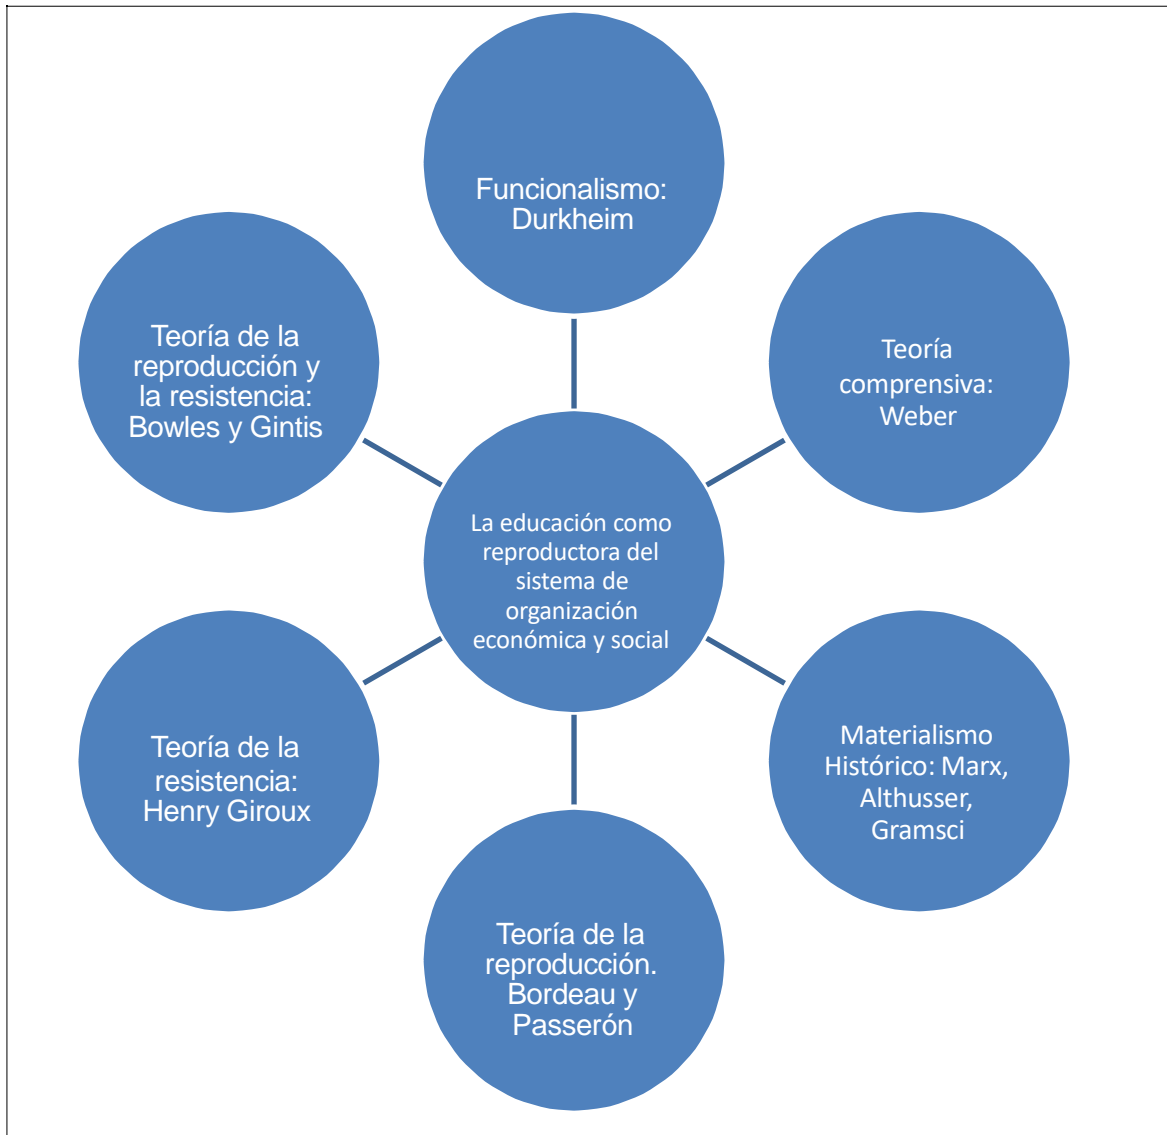 Funcionalismo:
Durkheim
Teoría
comprensiva:
Weber
Materialismo
Histórico: Marx,
Althusser,
Gramsci
Teoría de la
reproducción.
Bordeau y
Passerón
Teoría de la
resistencia:
Henry Giroux
Teoría de la
reproducción y
la resistencia:
Bowles y Gintis
La educación como
reproductora del
sistema de
organización
económica y social